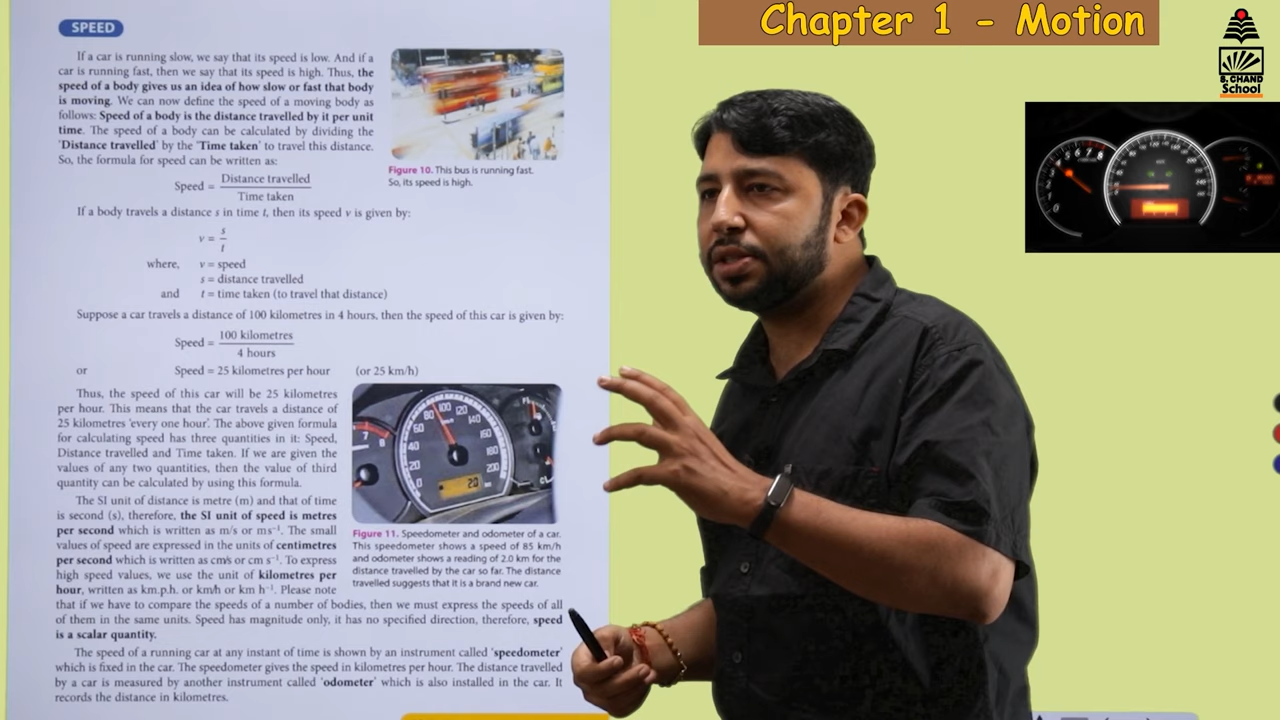 Chapter 1 - Motion
S. CHAND
School
SPEED
If a car is running slow, we say that its speed is low. And if a
car is running fast, then we say that its speed is high. Thus, the
speed of a body gives us an idea of how slow or fast that body
is moving. We can now define the speed of a moving body as
follows: Speed of a body is the distance travelled by it per unit
time. The speed of a body can be calculated by dividing the
'Distance travelled' by the 'Time taken' to travel this distance.
So, the formula for speed can be written as:
Figure 10. This bus is running fast.
So, its speed is high.
Speed = Distance travelled
Time taken
If a body travels a distance s in time t, then its speed v is given by:
v = s
t
where, v = speed
s = distance travelled
and t = time taken (to travel that distance)
Suppose a car travels a distance of 100 kilometres in 4 hours, then the speed of this car is given by:
Speed = 100 kilometres
4 hours
or Speed = 25 kilometres per hour (or 25 km/h)
Thus, the speed of this car will be 25 kilometres
per hour. This means that the car travels a distance of
25 kilometres 'every one hour'. The above given formula
for calculating speed has three quantities in it: Speed,
Distance travelled and Time taken. If we are given the
values of any two quantities, then the value of third
quantity can be calculated by using this formula.
The SI unit of distance is metre (m) and that of time
is second (s), therefore, the SI unit of speed is metres
per second which is written as m/s or ms⁻¹. The small
values of speed are expressed in the units of centimetres
per second which is written as cm/s or cm s⁻¹. To express
high speed values, we use the unit of kilometres per
hour, written as km.p.h. or km/h or km h⁻¹. Please note
that if we have to compare the speeds of a number of bodies, then we must express the speeds of all
of them in the same units. Speed has magnitude only, it has no specified direction, therefore, speed
is a scalar quantity.
0 20 40 60 80 100 120 140 160 180 200
20
7 8
Figure 11. Speedometer and odometer of a car.
This speedometer shows a speed of 85 km/h
and odometer shows a reading of 2.0 km for the
distance travelled by the car so far. The distance
travelled suggests that it is a brand new car.
The speed of a running car at any instant of time is shown by an instrument called 'speedometer'
which is fixed in the car. The speedometer gives the speed in kilometres per hour. The distance travelled
by a car is measured by another instrument called 'odometer' which is also installed in the car. It
records the distance in kilometres.